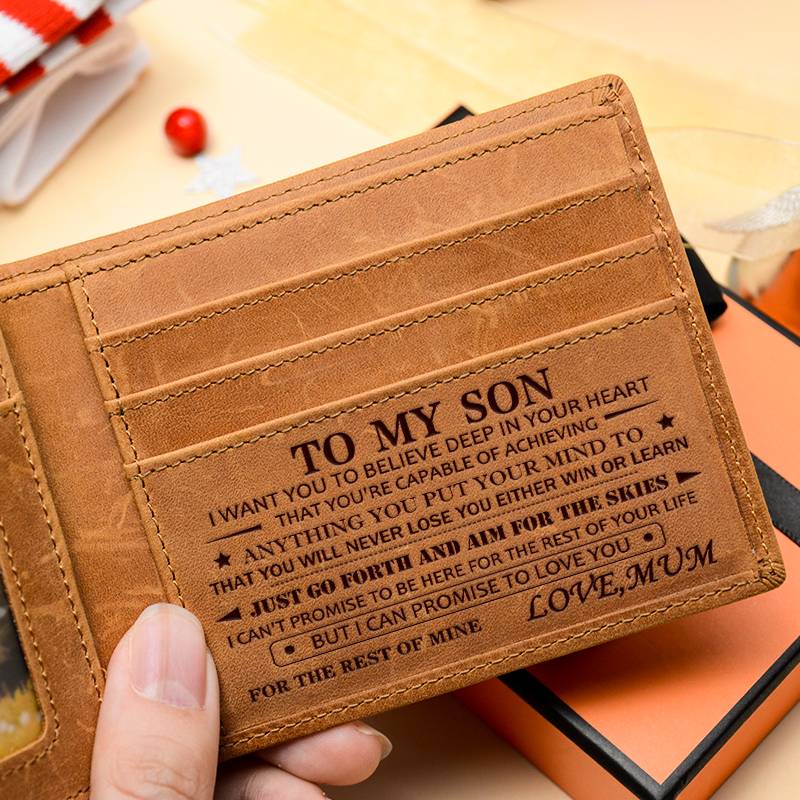 TO MY SON
I WANT YOU TO BELIEVE DEEP IN YOUR HEART
THAT YOU'RE CAPABLE OF ACHIEVING
ANYTHING YOU PUT YOUR MIND TO
THAT YOU WILL NEVER LOSE YOU EITHER WIN OR LEARN
JUST GO FORTH AND AIM FOR THE SKIES
I CAN'T PROMISE TO BE HERE FOR THE REST OF YOUR LIFE
BUT I CAN PROMISE TO LOVE YOU
FOR THE REST OF MINE
LOVE,MUM